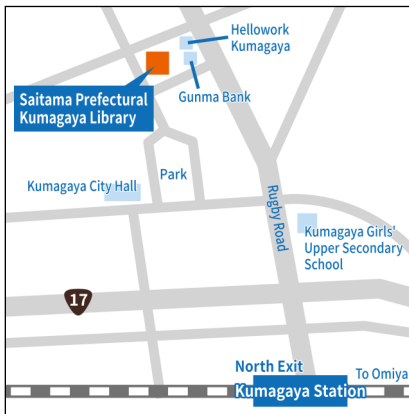 Hellowork
Kumagaya
Gunma Bank
Saitama Prefectural
Kumagaya Library
Park
Kumagaya City Hall
Rugby Road
Kumagaya Girls'
Upper Secondary
School
17
North Exit
To Omiya
Kumagaya Station